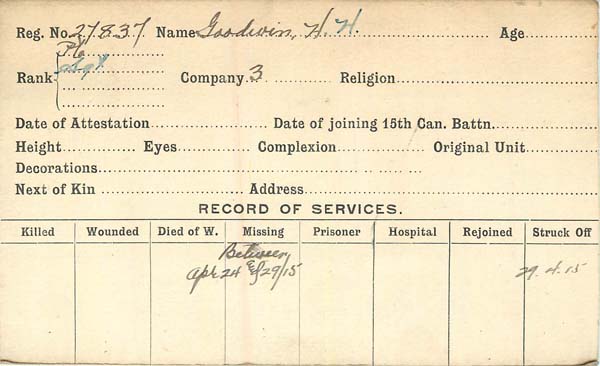 Reg. No. 27837 Name Goodwin, H. H. Age
Pte
Rank Sgt. Company 3 Religion
Date of Attestation Date of joining 15th Can. Battn.
Height Eyes Complexion Original Unit
Decorations
Next of Kin Address
RECORD OF SERVICES.
Killed Wounded Died of W. Missing Prisoner Hospital Rejoined Struck Off
Between
Apr 24 & 29/15 29.4.15